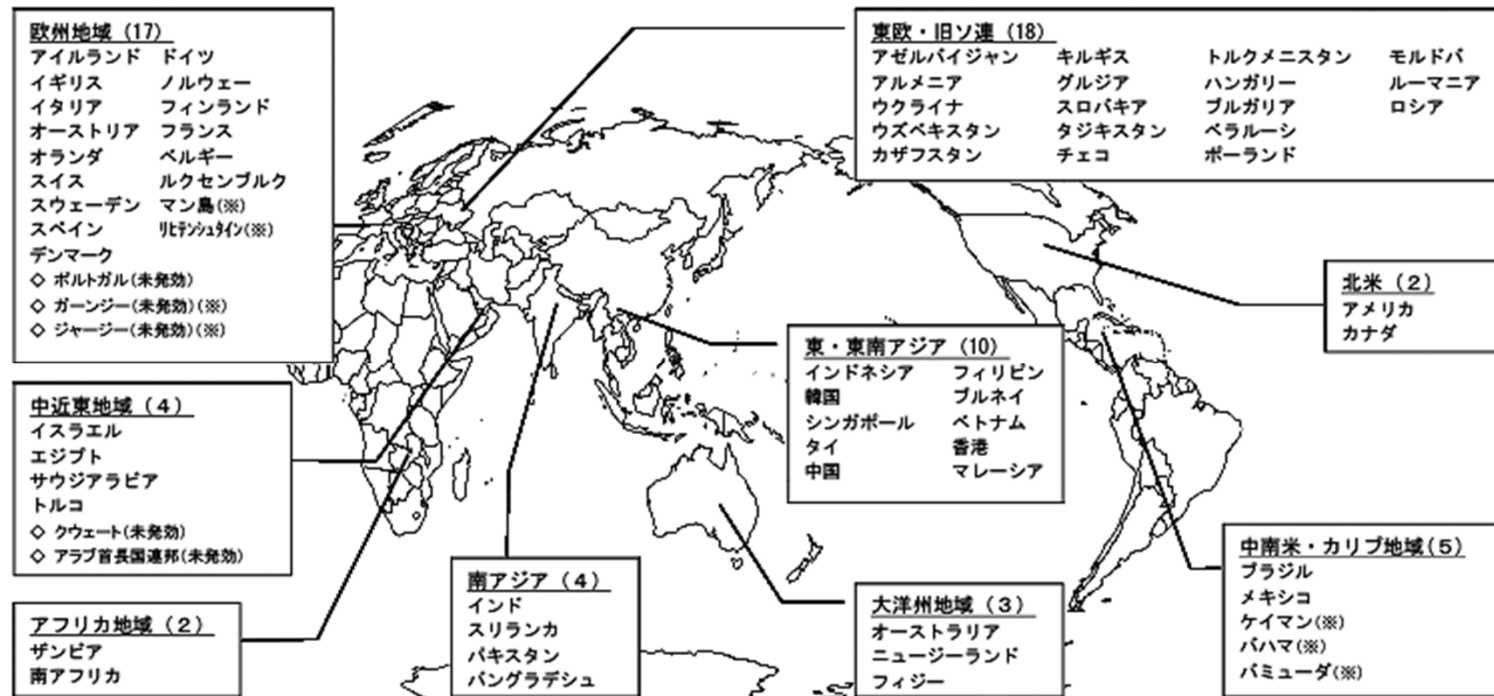 欧州地域 (17)
アイルランド ドイツ
イギリス ノルウェー
イタリア フィンランド
オーストリア フランス
オランダ ベルギー
スイス ルクセンブルク
スウェーデン マン島(※)
スペイン リヒテンシュタイン(※)
デンマーク
◇ ポルトガル(未発効)
◇ ガーンジー(未発効)(※)
◇ ジャージー(未発効)(※)
東欧・旧ソ連 (18)
アゼルバイジャン キルギス トルクメニスタン モルドバ
アルメニア グルジア ハンガリー ルーマニア
ウクライナ スロバキア ブルガリア ロシア
ウズベキスタン タジキスタン ベラルーシ
カザフスタン チェコ ポーランド
北米 (2)
アメリカ
カナダ
東・東南アジア (10)
インドネシア フィリピン
韓国 ブルネイ
シンガポール ベトナム
タイ 香港
中国 マレーシア
中近東地域 (4)
イスラエル
エジプト
サウジアラビア
トルコ
◇ クウェート(未発効)
◇ アラブ首長国連邦(未発効)
中南米・カリブ地域(5)
ブラジル
メキシコ
ケイマン(※)
バハマ(※)
バミューダ(※)
南アジア (4)
インド
スリランカ
パキスタン
バングラデシュ
大洋州地域 (3)
オーストラリア
ニュージーランド
フィジー
アフリカ地域 (2)
ザンビア
南アフリカ